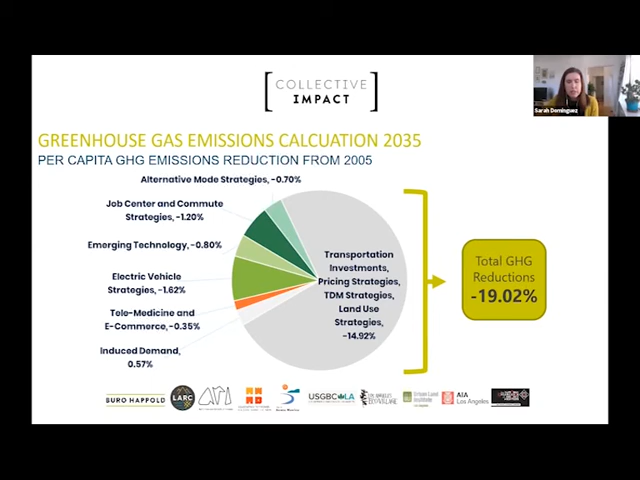 COLLECTIVE
IMPACT
Sarah Dominguez
GREENHOUSE GAS EMISSIONS CALCUATION 2035
PER CAPITA GHG EMISSIONS REDUCTION FROM 2005
Alternative Mode Strategies, -0.70%
Job Center and Commute
Strategies, -1.20%
Emerging Technology, -0.80%
Electric Vehicle
Strategies, -1.62%
Tele-Medicine and
E-Commerce, -0.35%
Induced Demand,
0.57%
Transportation
Investments,
Pricing Strategies,
TDM Strategies,
Land Use
Strategies,
-14.92%
Total GHG
Reductions
-19.02%
BURO HAPPOLD
LARC
USGBC LA
Urban Land
Institute
AIA
Los Angeles